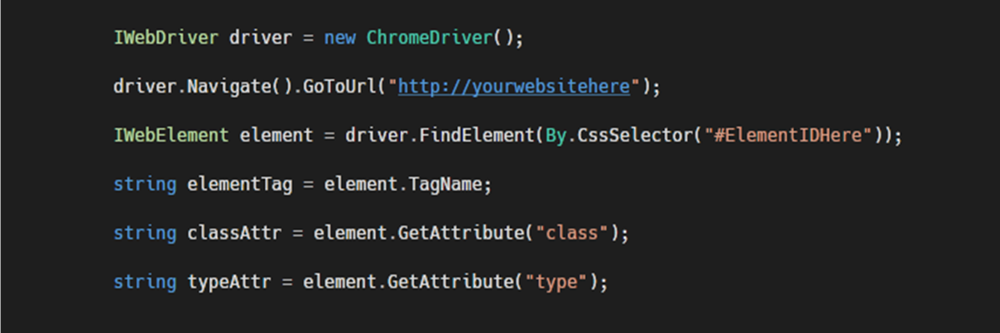 IWebDriver driver = new ChromeDriver();
driver.Navigate().GoToUrl("http://yourwebsitehere");
IWebElement element = driver.FindElement(By.CssSelector("#ElementIDHere"));
string elementTag = element.TagName;
string classAttr = element.GetAttribute("class");
string typeAttr = element.GetAttribute("type");